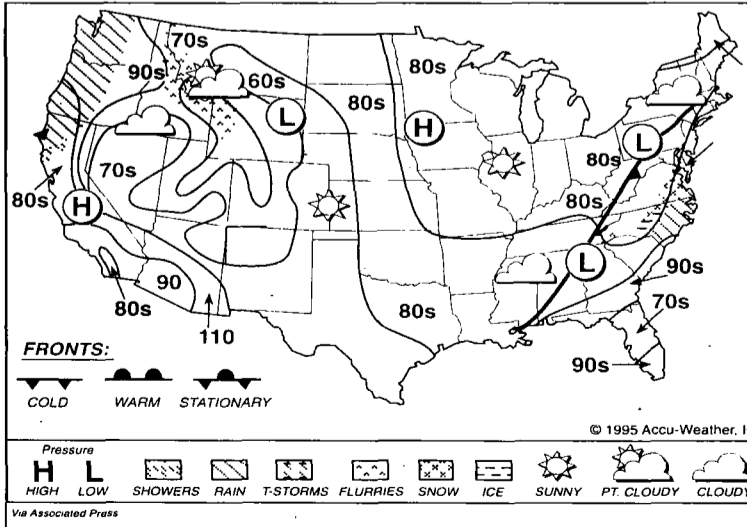 70s
90s
60s
80s
80s
80s
H
L
L
80s
70s
80s
80s
H
L
90
90s
80s
80s
70s
110
90s
FRONTS:
COLD WARM STATIONARY
© 1995 Accu-Weather, I
Pressure
H L
HIGH LOW SHOWERS RAIN T-STORMS FLURRIES SNOW ICE SUNNY PT. CLOUDY CLOUDY
Via Associated Press